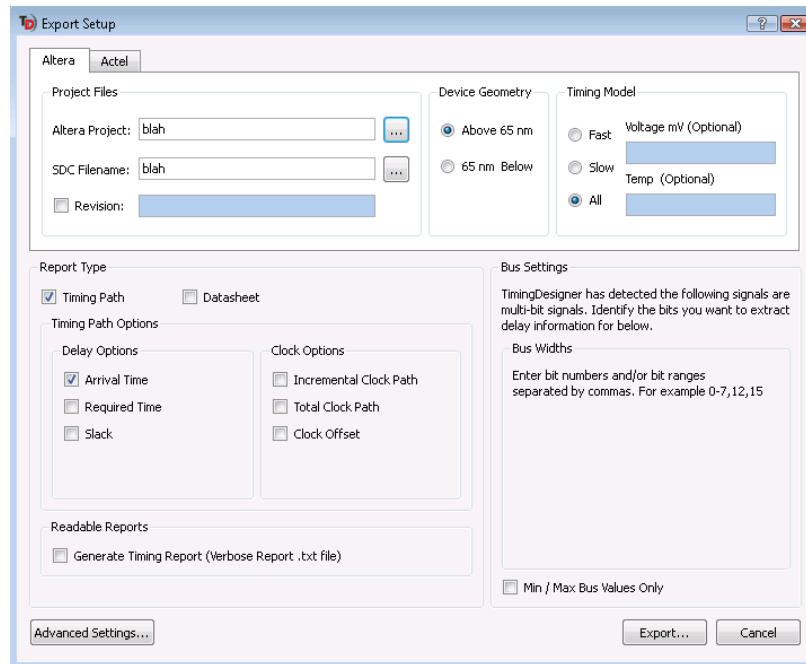 TD Export Setup
Altera Actel
Project Files
Altera Project: blah ...
SDC Filename: blah ...
Revision:
Device Geometry
Above 65 nm
65 nm Below
Timing Model
Fast
Slow
All
Voltage mV (Optional)
Temp (Optional)
Report Type
Timing Path Datasheet
Timing Path Options
Delay Options
Arrival Time
Required Time
Slack
Clock Options
Incremental Clock Path
Total Clock Path
Clock Offset
Readable Reports
Generate Timing Report (Verbose Report .txt file)
Bus Settings
TimingDesigner has detected the following signals are
multi-bit signals. Identify the bits you want to extract
delay information for below.
Bus Widths
Enter bit numbers and/or bit ranges
separated by commas. For example 0-7,12,15
Min / Max Bus Values Only
Advanced Settings... Export... Cancel